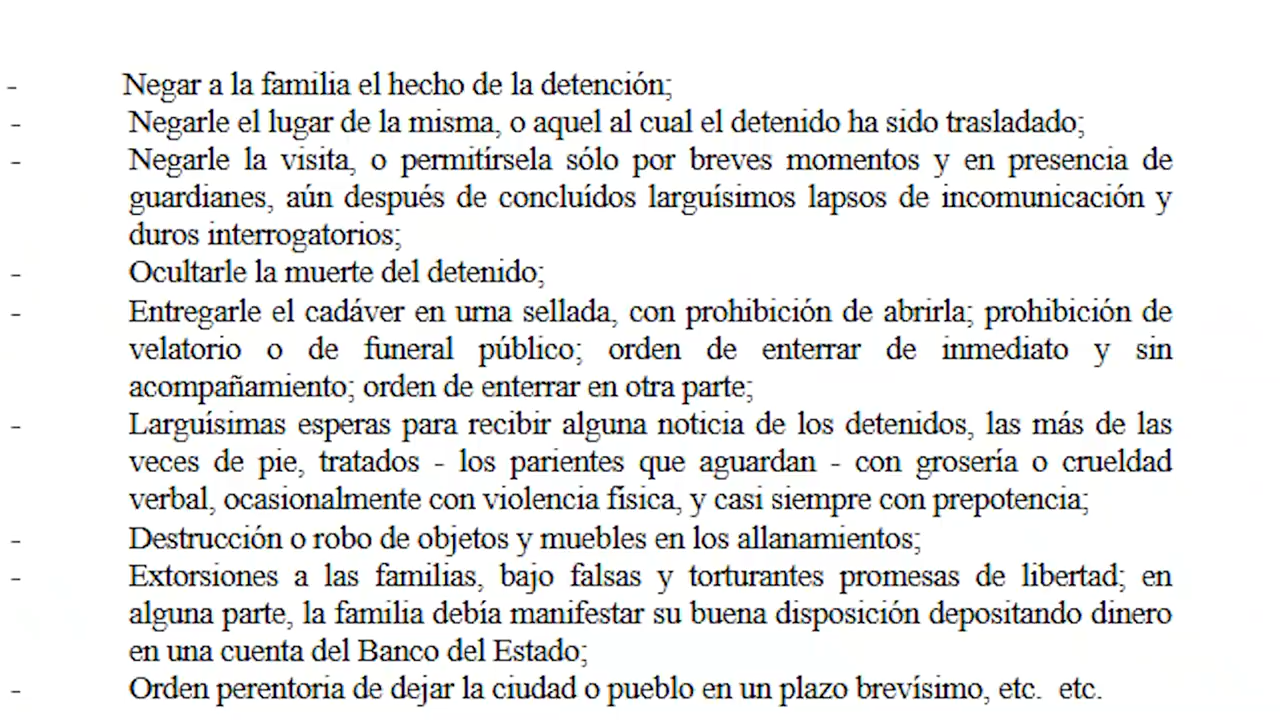 - Negar a la familia el hecho de la detención;
- Negarle el lugar de la misma, o aquel al cual el detenido ha sido trasladado;
- Negarle la visita, o permitírsela sólo por breves momentos y en presencia de
guardianes, aún después de concluídos larguísimos lapsos de incomunicación y
duros interrogatorios;
- Ocultarle la muerte del detenido;
- Entregarle el cadáver en urna sellada, con prohibición de abrirla; prohibición de
velatorio o de funeral público; orden de enterrar de inmediato y sin
acompañamiento; orden de enterrar en otra parte;
- Larguísimas esperas para recibir alguna noticia de los detenidos, las más de las
veces de pie, tratados - los parientes que aguardan - con grosería o crueldad
verbal, ocasionalmente con violencia física, y casi siempre con prepotencia;
- Destrucción o robo de objetos y muebles en los allanamientos;
- Extorsiones a las familias, bajo falsas y torturantes promesas de libertad; en
alguna parte, la familia debía manifestar su buena disposición depositando dinero
en una cuenta del Banco del Estado;
- Orden perentoria de dejar la ciudad o pueblo en un plazo brevísimo, etc. etc.